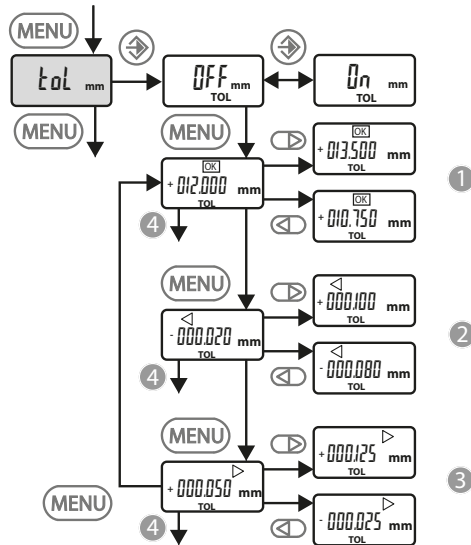 MENU
toL mm
OFF mm
TOL
On mm
TOL
MENU
MENU
OK
+ 013.500 mm
TOL
1
OK
+ 012.000 mm
TOL
OK
+ 010.750 mm
TOL
4
MENU
+ 000.100 mm
TOL
2
- 000.020 mm
TOL
- 000.080 mm
TOL
4
MENU
+ 000.125 mm
TOL
3
+ 000.050 mm
TOL
MENU
- 000.025 mm
TOL
4